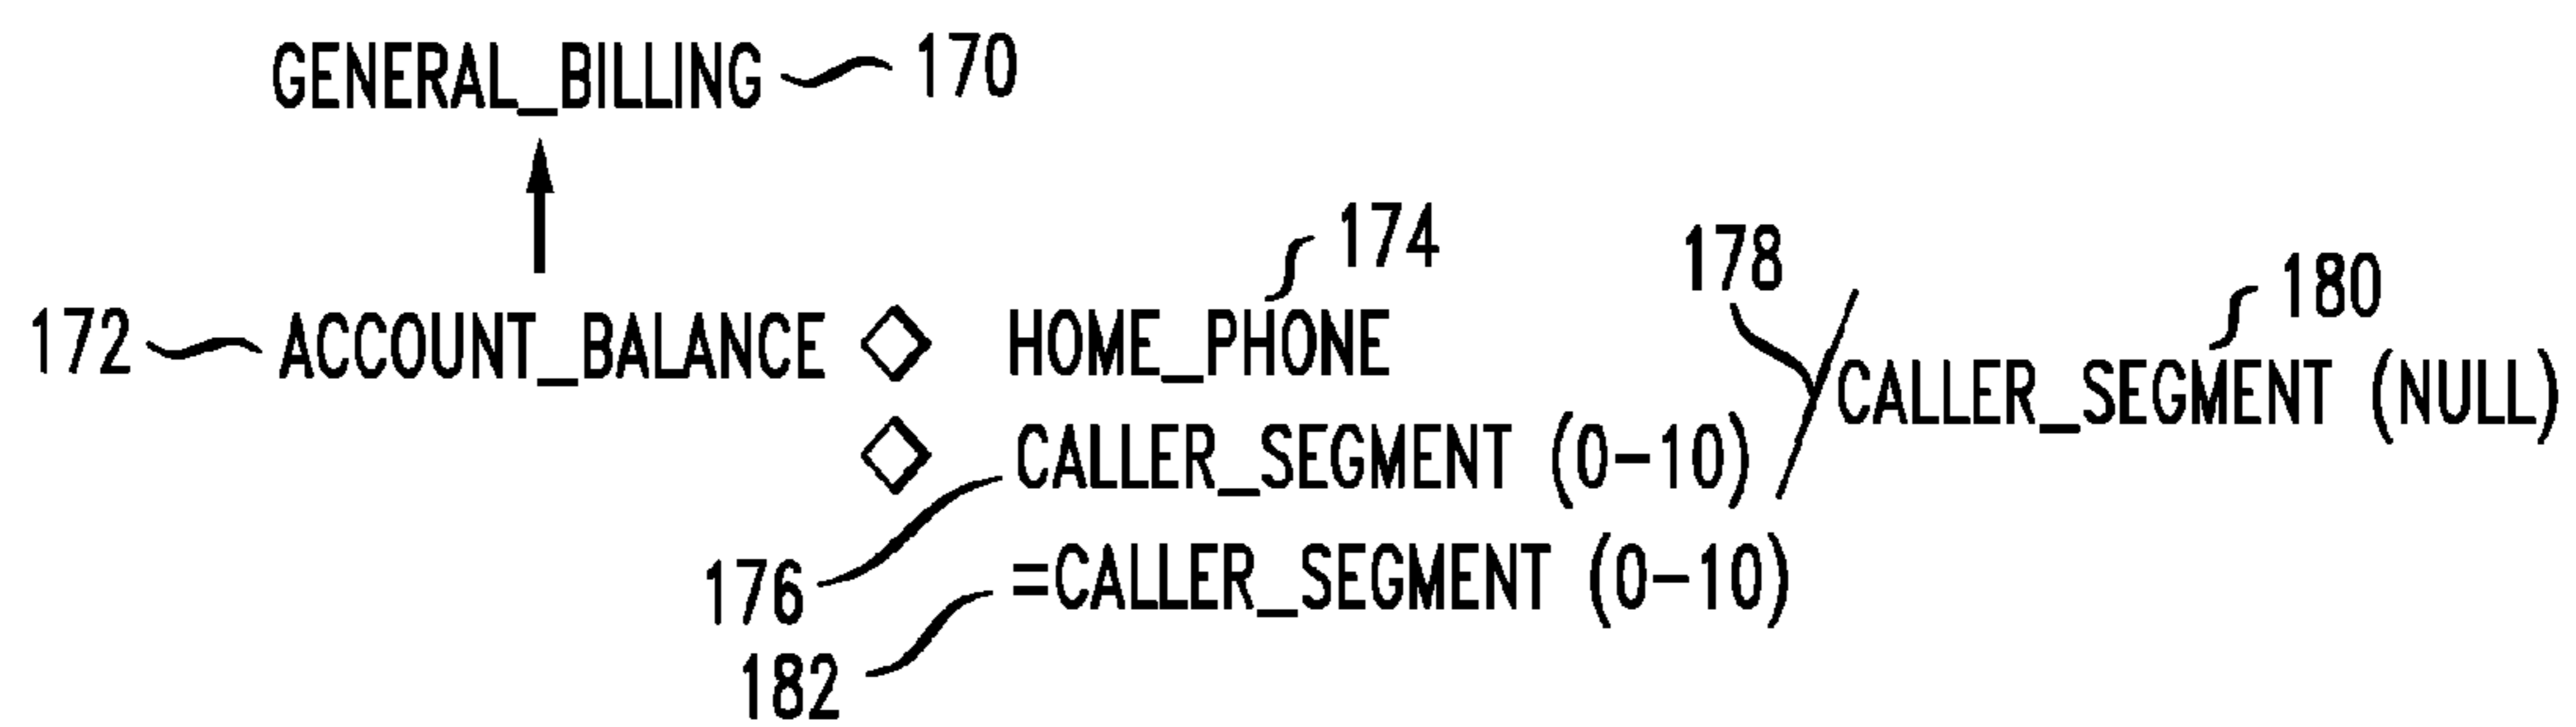 GENERAL_BILLING 170
174
178
180
172 ACCOUNT_BALANCE ◇ HOME_PHONE
CALLER_SEGMENT (NULL)
◇ CALLER_SEGMENT (0-10)
176 =CALLER_SEGMENT (0-10)
182